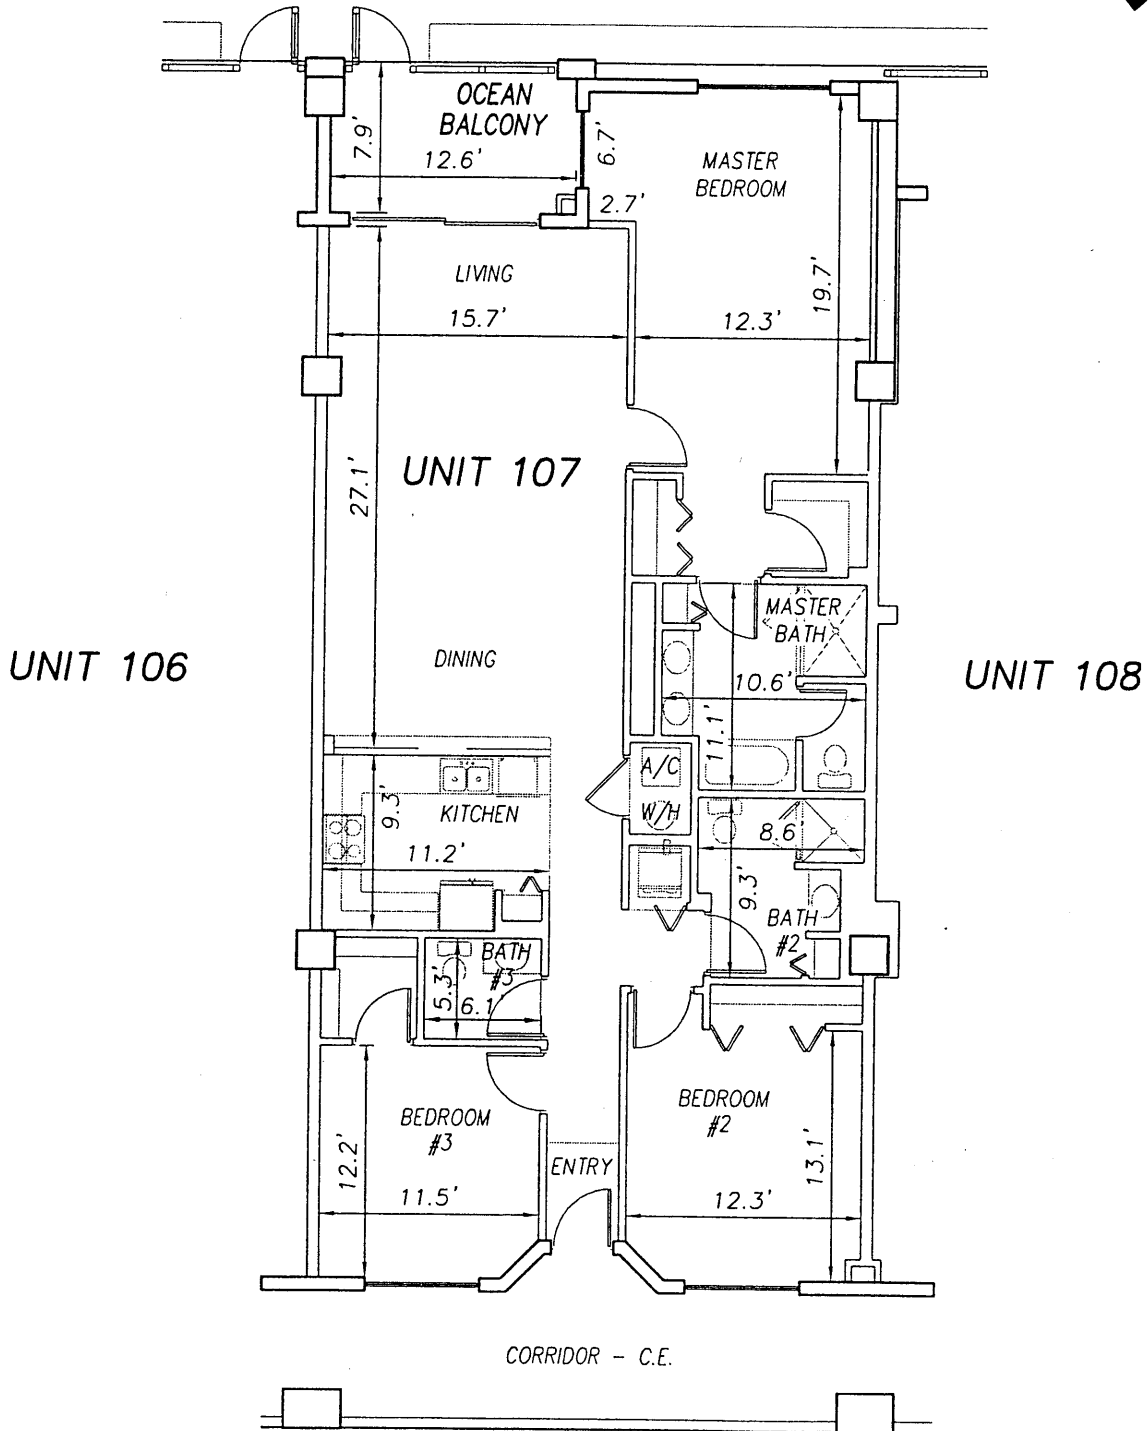 OCEAN
BALCONY
7.9'
12.6'
6.7'
2.7'
MASTER
BEDROOM
LIVING
15.7'
12.3'
19.7'
27.1'
UNIT 107
UNIT 106
DINING
MASTER
BATH
UNIT 108
10.6'
11.1'
A/C
W/H
KITCHEN
9.3'
11.2'
8.6'
9.3'
BATH
#2
BATH
#3
5.3'
6.1'
BEDROOM
#3
12.2'
11.5'
ENTRY
BEDROOM
#2
13.1'
12.3'
CORRIDOR - C.E.